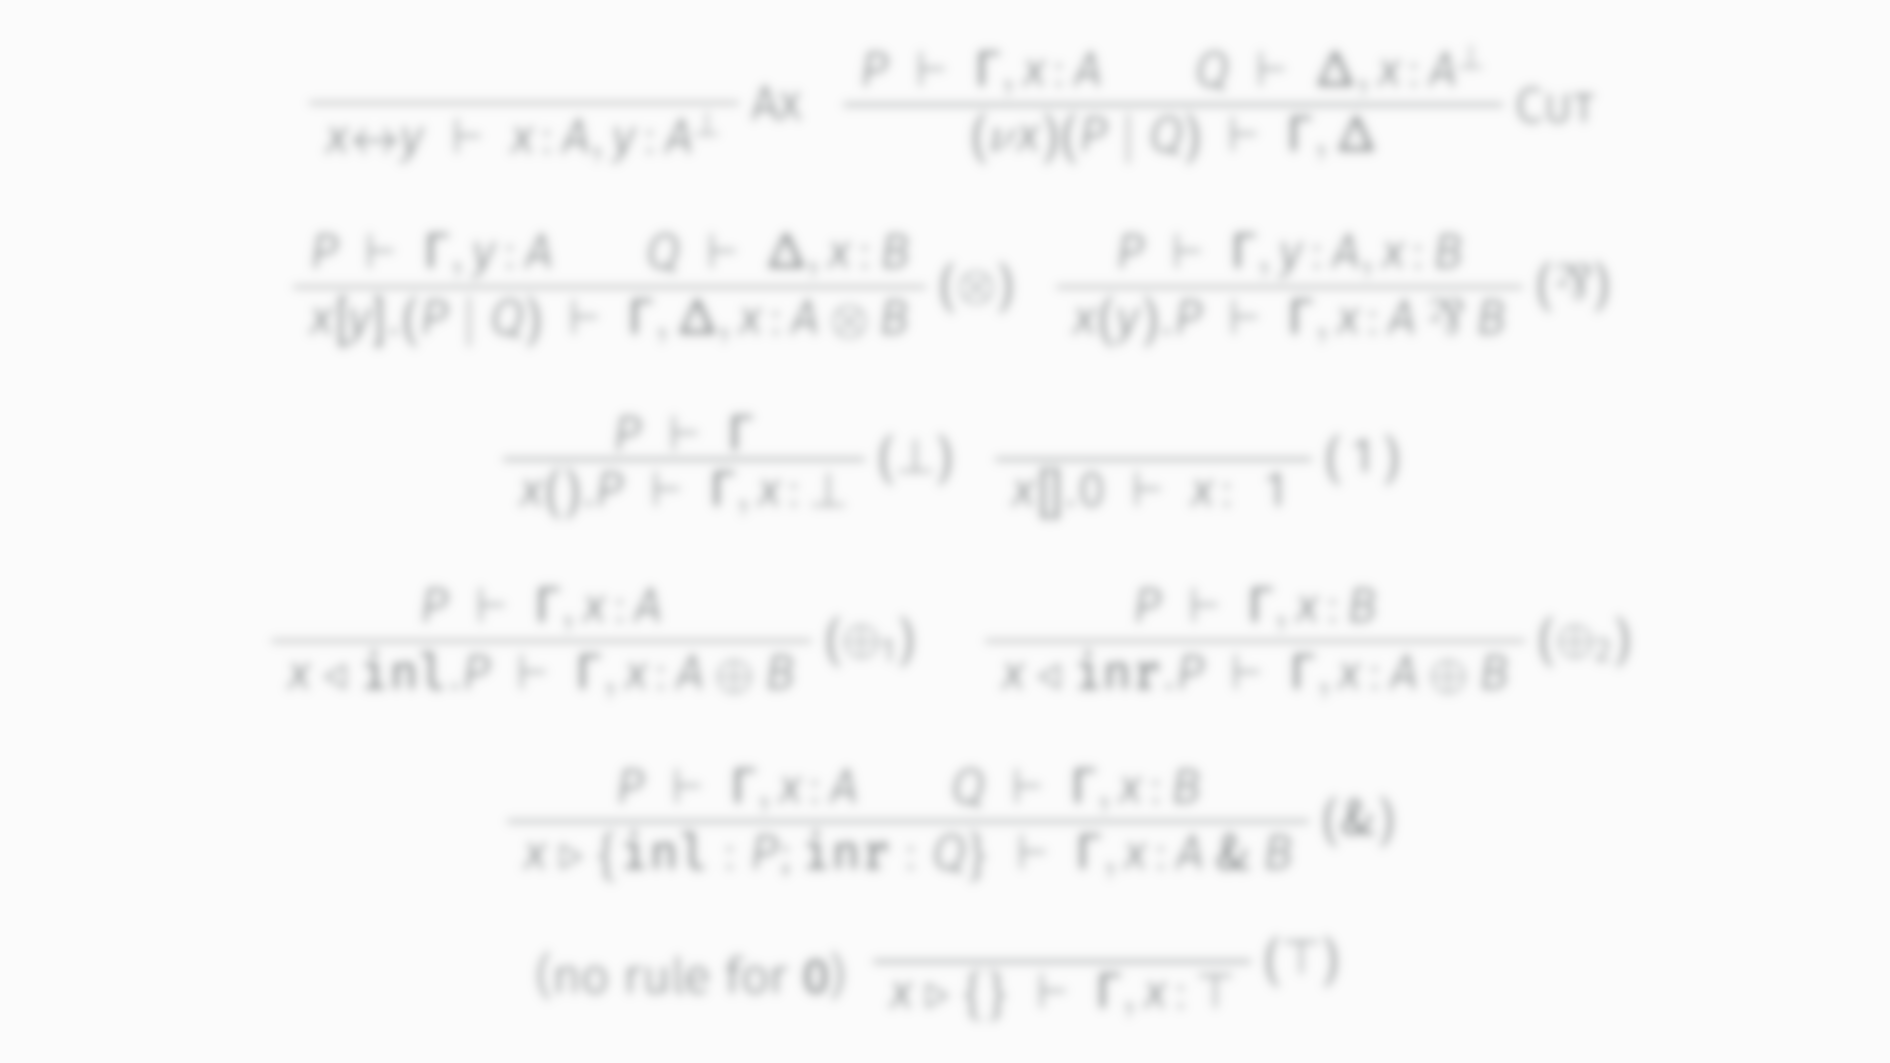 P ⊢ Γ, x : A Q ⊢ Δ, x : A⊥
x↔y ⊢ x : A, y : A⊥ Ax (νx)(P | Q) ⊢ Γ, Δ Cut
P ⊢ Γ, y : A Q ⊢ Δ, x : B P ⊢ Γ, y : A, x : B
x[y].(P | Q) ⊢ Γ, Δ, x : A ⊗ B (⊗) x(y).P ⊢ Γ, x : A ⅋ B (⅋)
P ⊢ Γ
x().P ⊢ Γ, x : ⊥ (⊥) x[].0 ⊢ x : 1 (1)
P ⊢ Γ, x : A P ⊢ Γ, x : B
x ◁ inl.P ⊢ Γ, x : A ⊕ B (⊕₁) x ◁ inr.P ⊢ Γ, x : A ⊕ B (⊕₂)
P ⊢ Γ, x : A Q ⊢ Γ, x : B
x ▷ {inl : P; inr : Q} ⊢ Γ, x : A & B (&)
(no rule for 0) x ▷ {} ⊢ Γ, x : ⊤ (⊤)